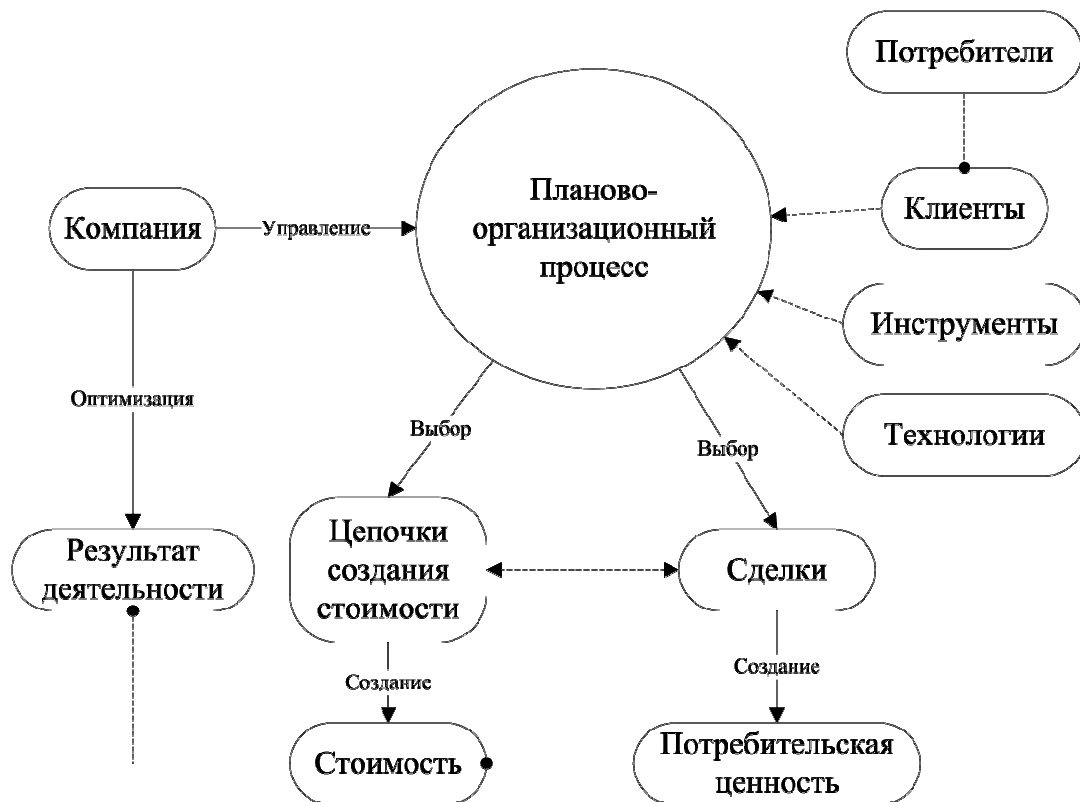 Потребители
Планово-
организационный
процесс
Клиенты
Компания
Управление
Инструменты
Оптимизация
Технологии
Выбор
Выбор
Цепочки
создания
стоимости
Результат
деятельности
Сделки
Создание
Создание
Стоимость
Потребительская
ценность